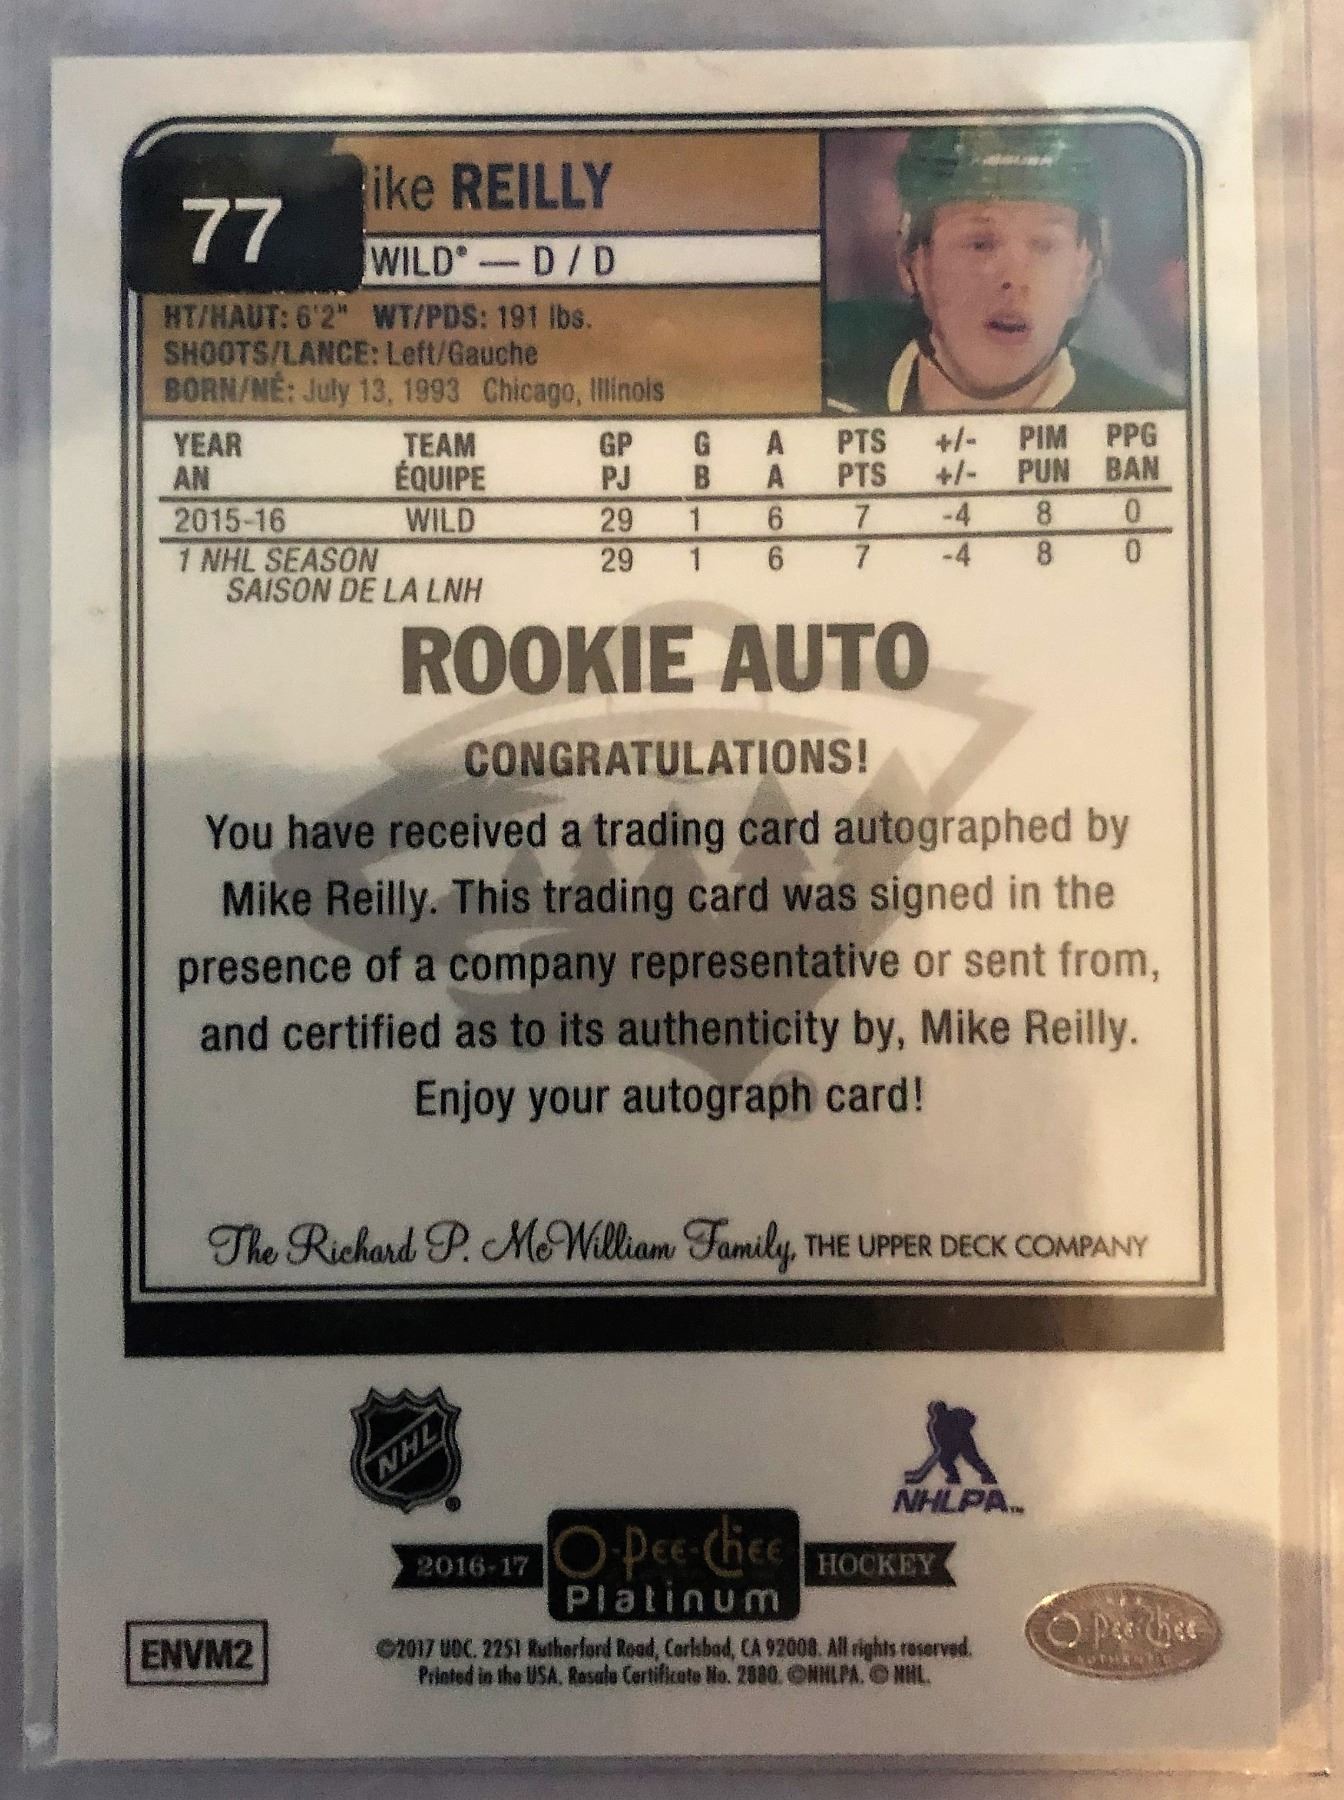 77
ike REILLY
WILD® — D / D
HT/HAUT: 6'2" WT/PDS: 191 lbs.
SHOOTS/LANCE: Left/Gauche
BORN/NÉ: July 13, 1993 Chicago, Illinois
YEAR TEAM GP G A PTS +/- PIM PPG
AN ÉQUIPE PJ B A PTS +/- PUN BAN
2015-16 WILD 29 1 6 7 -4 8 0
1 NHL SEASON 29 1 6 7 -4 8 0
SAISON DE LA LNH
ROOKIE AUTO
CONGRATULATIONS!
You have received a trading card autographed by
Mike Reilly. This trading card was signed in the
presence of a company representative or sent from,
and certified as to its authenticity by, Mike Reilly.
Enjoy your autograph card!
The Richard P. McWilliam Family, THE UPPER DECK COMPANY
NHL®
NHLPA™
2016-17 O-Pee-Chee HOCKEY
Platinum
ENVM2
©2017 UDC. 2251 Rutherford Road, Carlsbad, CA 92008. All rights reserved.
Printed in the USA. Resale Certificate No. 2880. ©NHLPA. © NHL.
O-Pee-Chee
AUTHENTIC